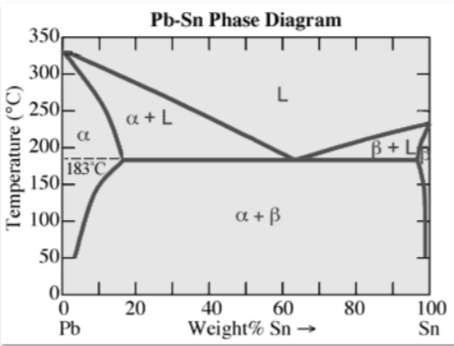 Pb-Sn Phase Diagram
Temperature (°C)
350
300
250
200
150
100
50
0
L
α + L
α
β + L
β
183°C
α + β
0 20 40 60 80 100
Pb Weight% Sn → Sn